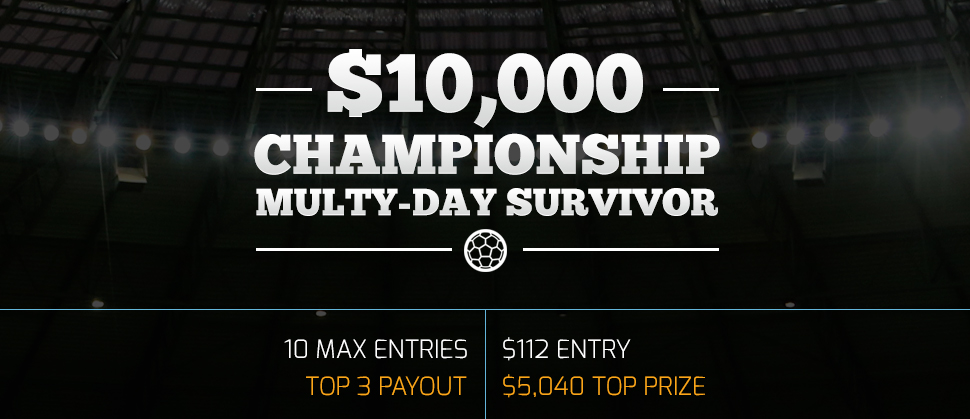 $10,000
CHAMPIONSHIP
MULTY-DAY SURVIVOR
10 MAX ENTRIES
TOP 3 PAYOUT
$112 ENTRY
$5,040 TOP PRIZE